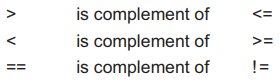 > is complement of <=
< is complement of >=
== is complement of !=